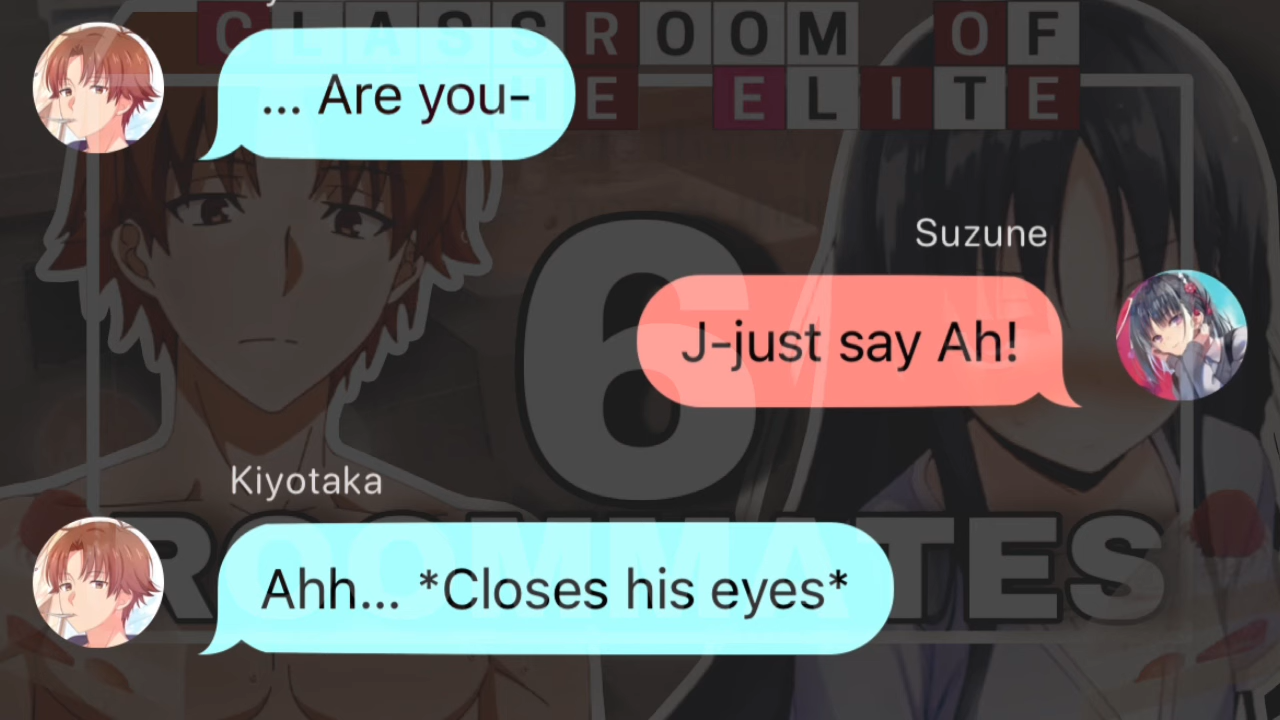 CLASSROOM OF
THE ELITE
... Are you-
Suzune
J-just say Ah!
6
Kiyotaka
ROOMMATES
Ahh... *Closes his eyes*